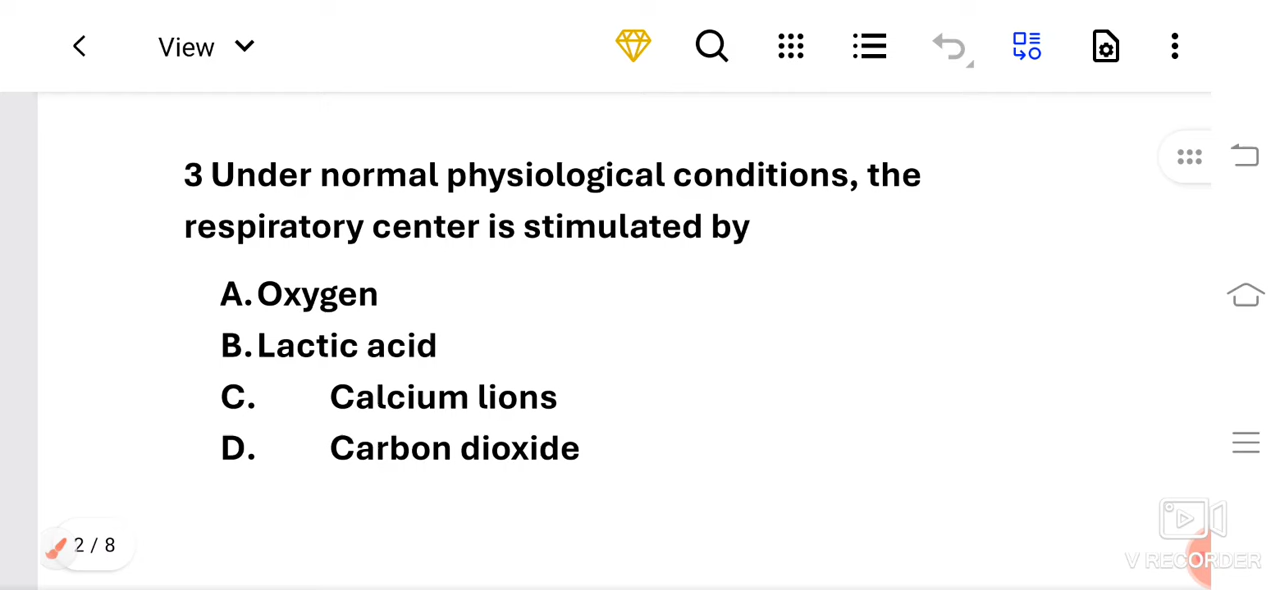 View
3 Under normal physiological conditions, the
respiratory center is stimulated by
A. Oxygen
B. Lactic acid
C. Calcium lions
D. Carbon dioxide
2 / 8
V RECORDER